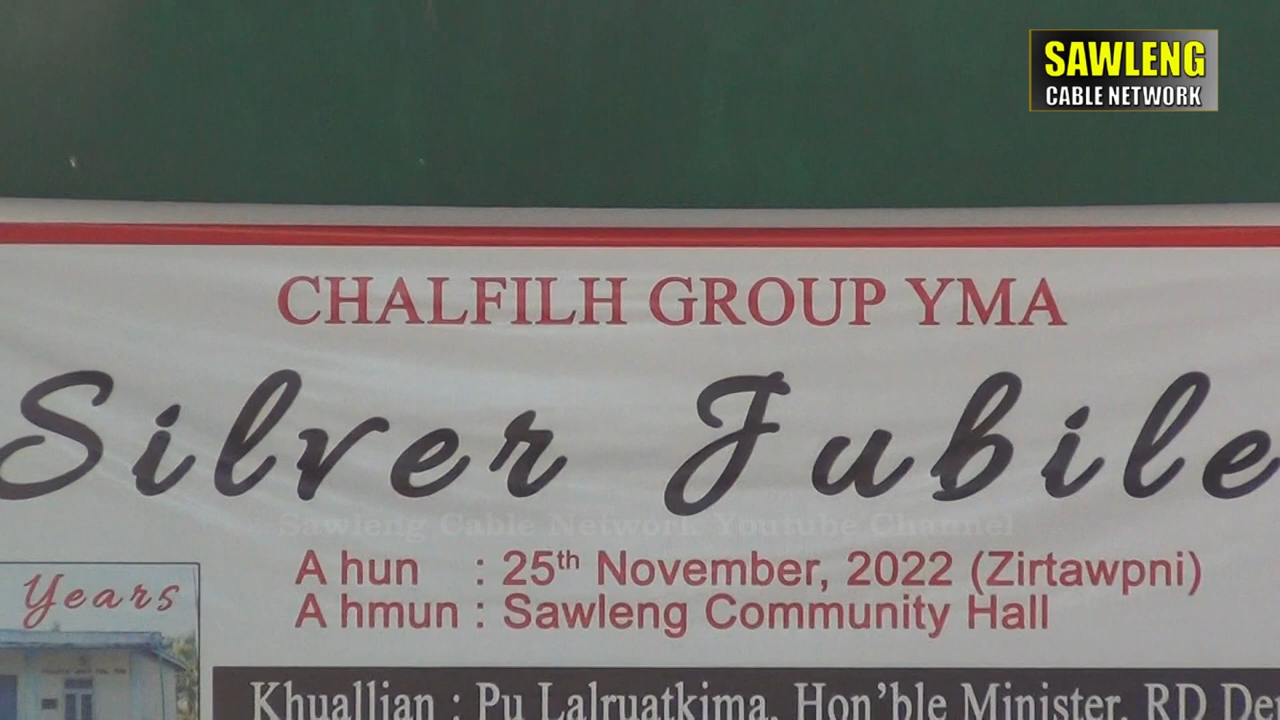 SAWLENG
CABLE NETWORK
CHALFILH GROUP YMA
Silver Jubile
Sawleng Cable Network Youtube Channel
A hun : 25th November, 2022 (Zirtawpni)
A hmun : Sawleng Community Hall
Years
Khuallian : Pu Lalruatkima, Hon'ble Minister, RD De